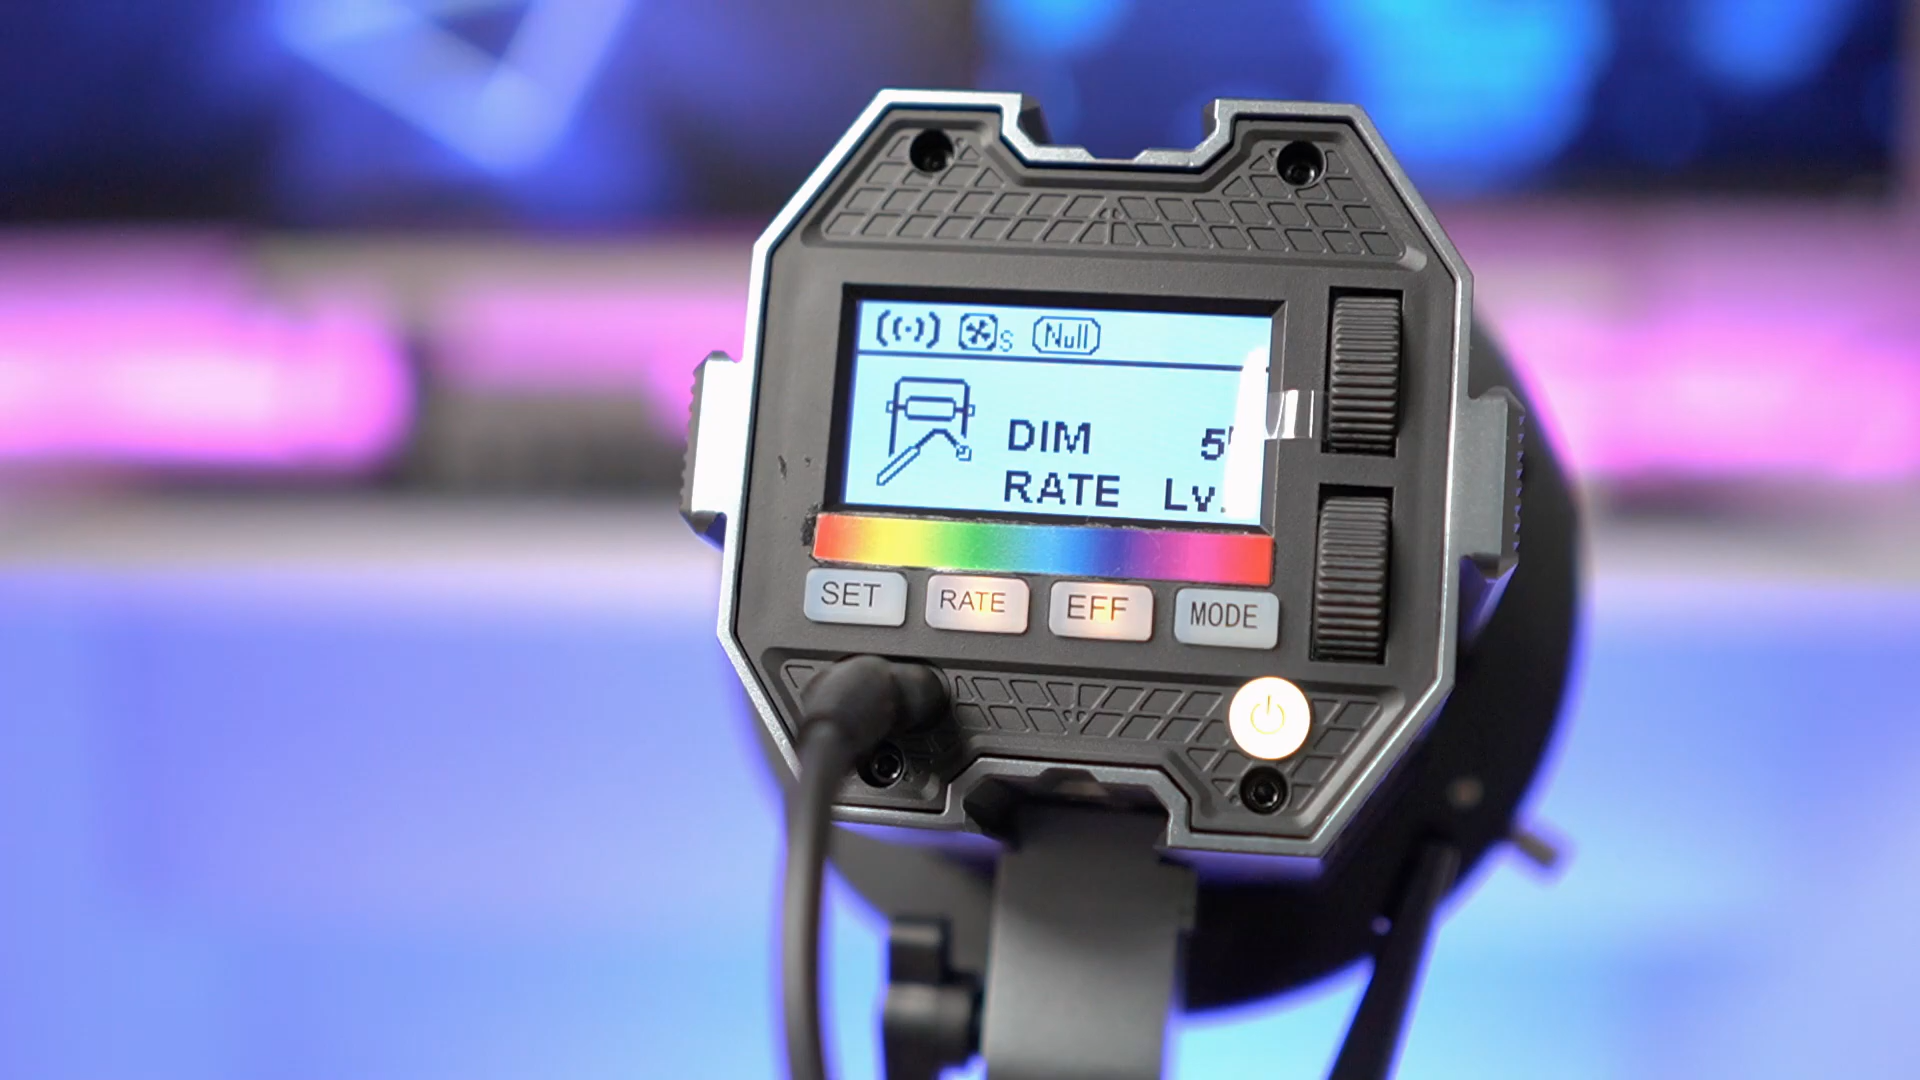 S Null
DIM 5
RATE Lv.
SET RATE EFF MODE